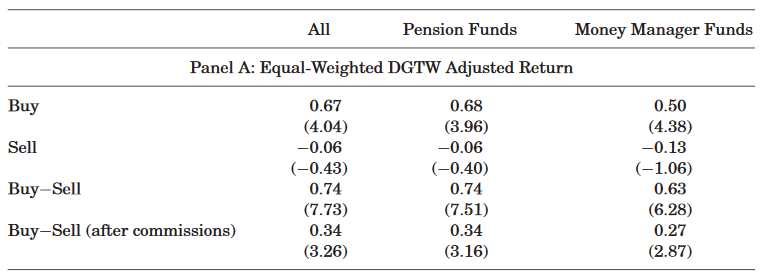 All Pension Funds Money Manager Funds
Panel A: Equal-Weighted DGTW Adjusted Return
Buy 0.67 0.68 0.50
(4.04) (3.96) (4.38)
Sell −0.06 −0.06 −0.13
(−0.43) (−0.40) (−1.06)
Buy−Sell 0.74 0.74 0.63
(7.73) (7.51) (6.28)
Buy−Sell (after commissions) 0.34 0.34 0.27
(3.26) (3.16) (2.87)